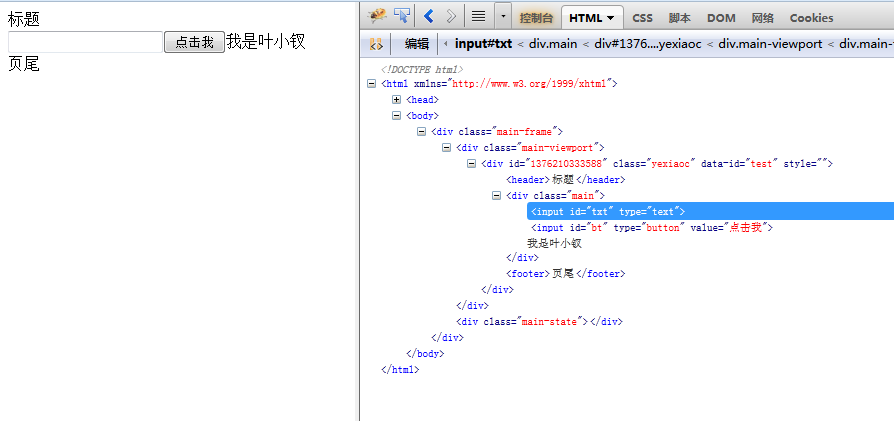 标题
点击我 我是叶小钗
页尾
控制台 HTML CSS 脚本 DOM 网络 Cookies
编辑 input#txt < div.main < div#1376....yexiaoc < div.main-viewport < div.main-
<!DOCTYPE html>
<html xmlns="http://www.w3.org/1999/xhtml">
<head>
<body>
<div class="main-frame">
<div class="main-viewport">
<div id="1376210333588" class="yexiaoc" data-id="test" style="">
<header>标题</header>
<div class="main">
<input id="txt" type="text">
<input id="bt" type="button" value="点击我">
我是叶小钗
</div>
<footer>页尾</footer>
</div>
</div>
<div class="main-state"></div>
</div>
</body>
</html>